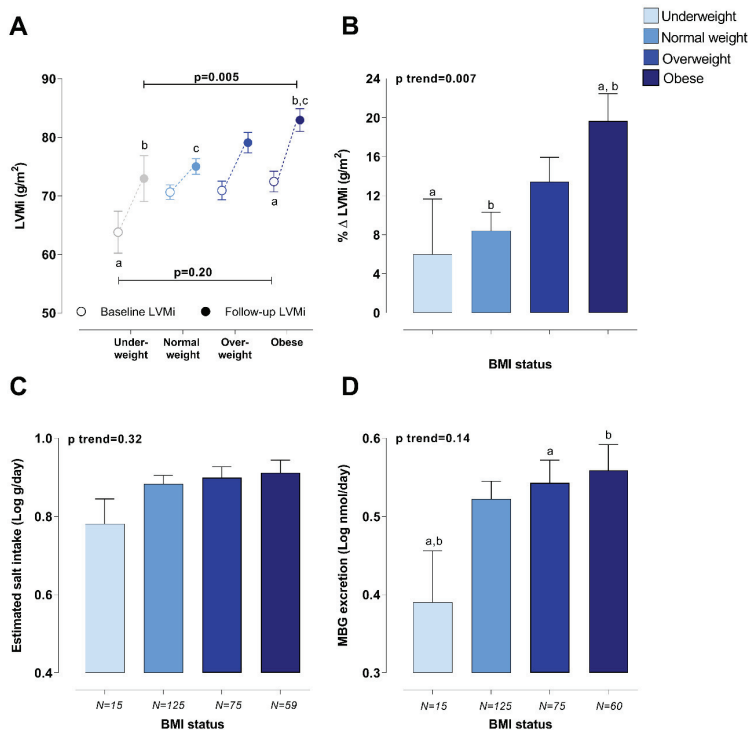 A
B
Underweight
Normal weight
Overweight
Obese
90
80
70
60
50
LVMi (g/m²)
p=0.005
b
c
b,c
a
a
p=0.20
Baseline LVMi
Follow-up LVMi
Under-
weight
Normal
weight
Over-
weight
Obese
p trend=0.007
24
20
16
12
8
4
0
% Δ LVMi (g/m²)
a
b
a, b
BMI status
C
D
p trend=0.32
1.0
0.8
0.6
0.4
Estimated salt intake (Log g/day)
N=15
N=125
N=75
N=59
BMI status
p trend=0.14
0.6
0.5
0.4
0.3
MBG excretion (Log nmol/day)
a,b
a
b
N=15
N=125
N=75
N=60
BMI status